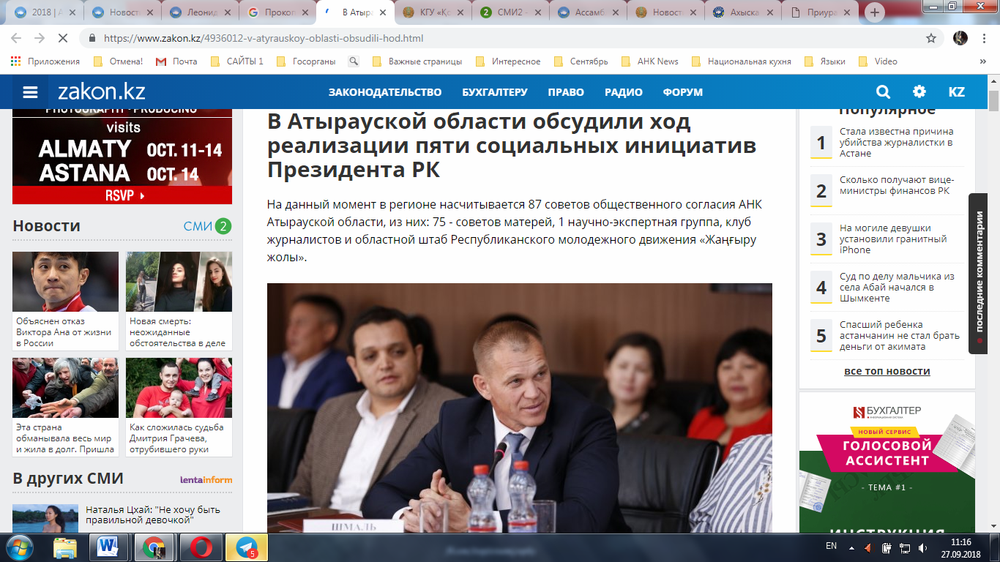 2018 | А
Новост
Леонид
Прокоп
В Атыра
КГУ «Қо
СМИ2 -
Ассамб
Новост
Ахыска
Приура
https://www.zakon.kz/4936012-v-atyrauskoy-oblasti-obsudili-hod.html
Приложения
Отмена!
Почта
САЙТЫ 1
Госорганы
Важные страницы
Интересное
Сентябрь
АНК News
Национальная кухня
Языки
Video
»
zakon.kz
ЗАКОНОДАТЕЛЬСТВО
БУХГАЛТЕРУ
ПРАВО
РАДИО
ФОРУМ
KZ
PHOTOGRAPHY · PRODUCING
visits
ALMATY OCT. 11-14
ASTANA OCT. 14
RSVP
Новости
СМИ 2
Объяснен отказ
Виктора Ана от жизни
в России
Новая смерть:
неожиданные
обстоятельства в деле
Эта страна
обманывала весь мир
и жила в долг. Пришла
Как сложилась судьба
Дмитрия Грачева,
отрубившего руки
В других СМИ
lentainform
Наталья Цхай: "Не хочу быть
правильной девочкой"
В Атырауской области обсудили ход
реализации пяти социальных инициатив
Президента РК
На данный момент в регионе насчитывается 87 советов общественного согласия АНК
Атырауской области, из них: 75 - советов матерей, 1 научно-экспертная группа, клуб
журналистов и областной штаб Республиканского молодежного движения «Жаңғыру
жолы».
ШМАЛЬ
Популярное
1
Стала известна причина
убийства журналистки в
Астане
2
Сколько получают вице-
министры финансов РК
3
На могиле девушки
установили гранитный
iPhone
4
Суд по делу мальчика из
села Абай начался в
Шымкенте
5
Спасший ребенка
астанчанин не стал брать
деньги от акимата
все топ новости
последние комментарии
БУХГАЛТЕР
НОВЫЙ СЕРВИС
ГОЛОСОВОЙ
АССИСТЕНТ
- ТЕМА #1 -
ИНСТРУКЦИЯ
5
EN
11:16
27.09.2018